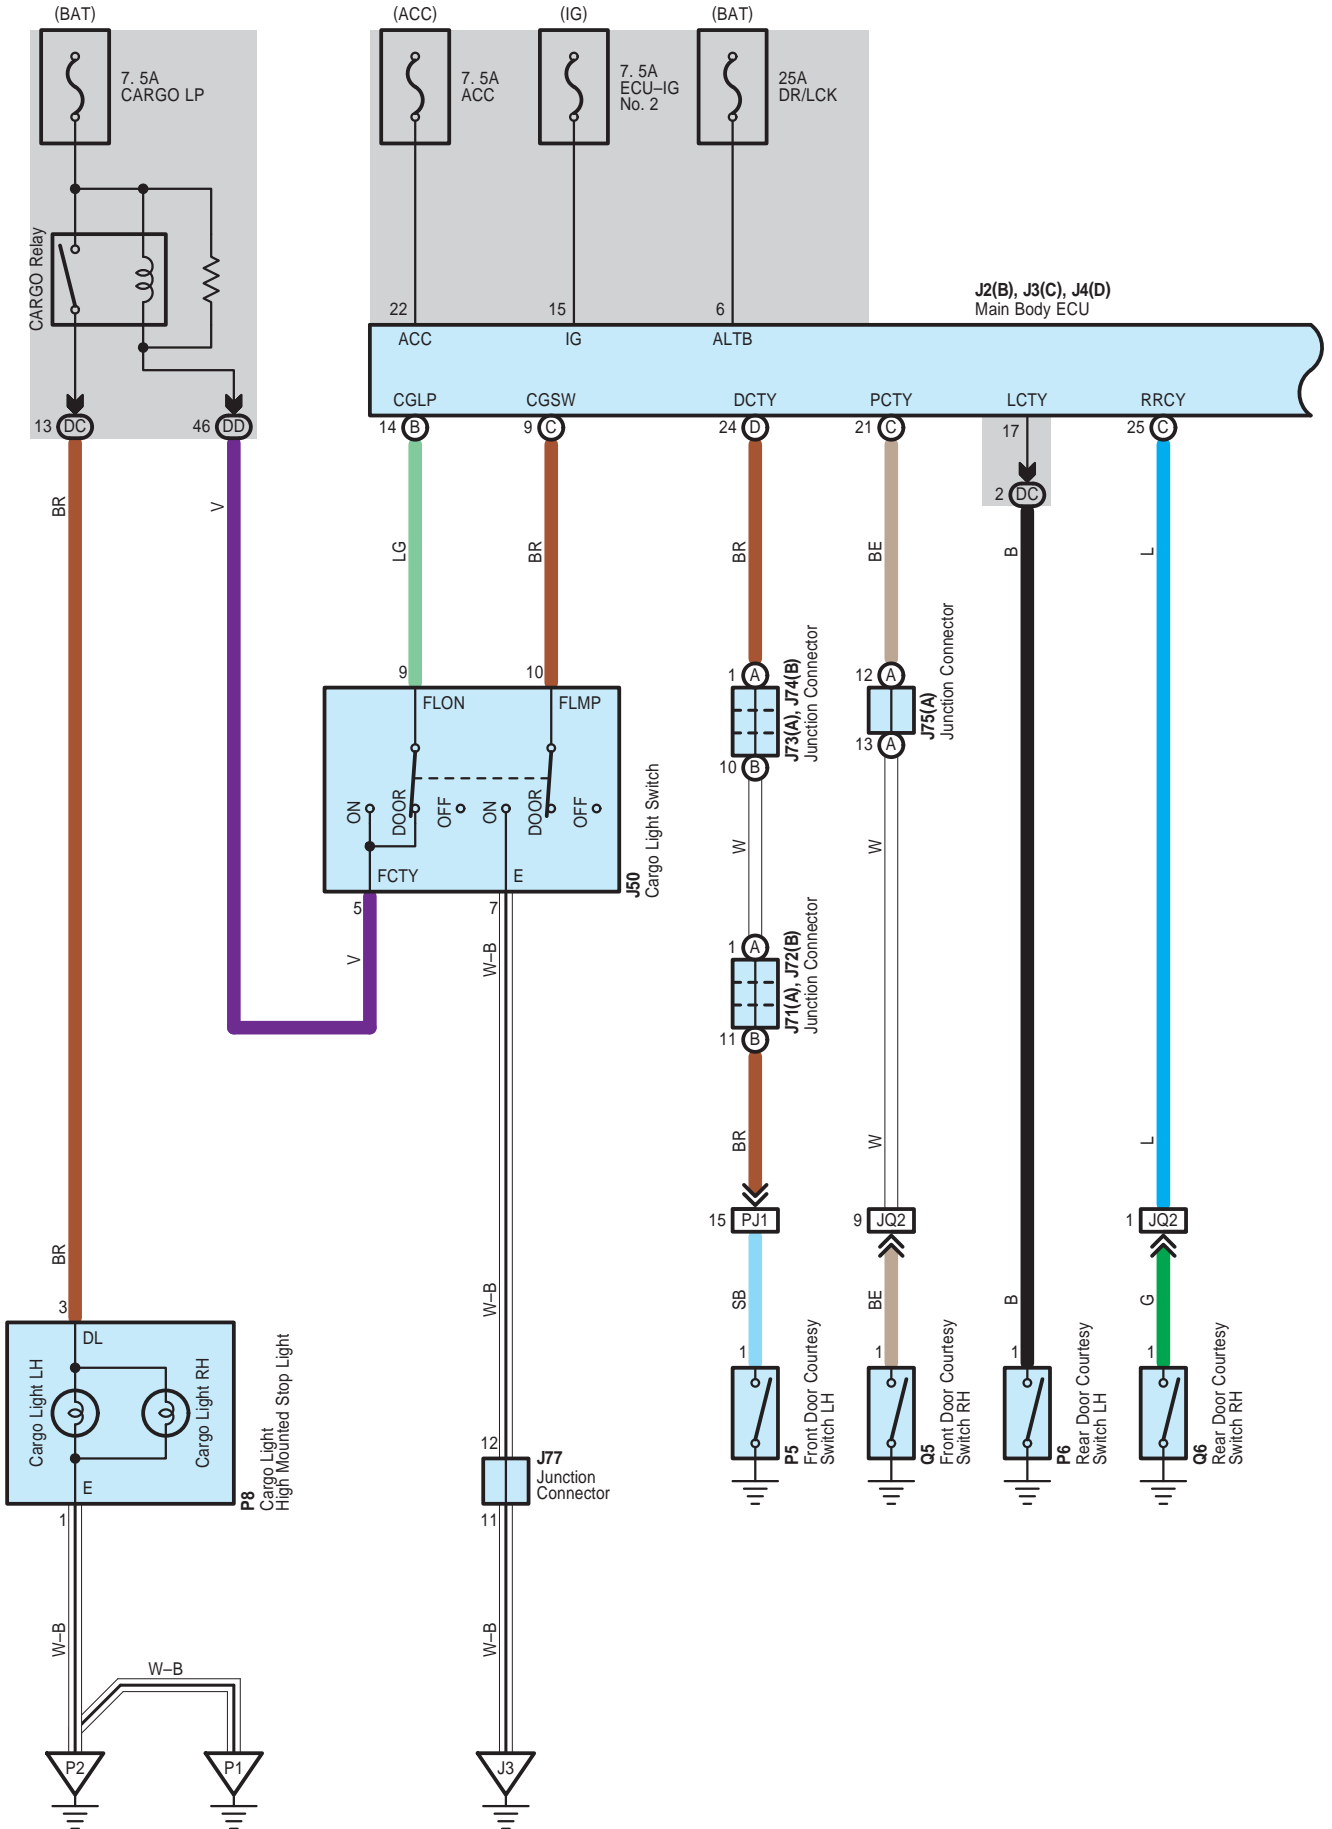 (BAT)
(ACC)
(IG)
(BAT)
7. 5A
CARGO LP
7. 5A
ACC
7. 5A
ECU–IG
No. 2
25A
DR/LCK
CARGO Relay
J2(B), J3(C), J4(D)
Main Body ECU
22
15
6
ACC
IG
ALTB
CGLP
CGSW
DCTY
PCTY
LCTY
RRCY
13 DC
46 DD
14 B
9 C
24 D
21 C
17
25 C
2 DC
BR
V
LG
BR
BR
BE
B
L
9
10
FLON
FLMP
ON
DOOR
OFF
ON
DOOR
OFF
FCTY
E
J50
Cargo Light Switch
5
7
V
W–B
1 A
J73(A), J74(B)
Junction Connector
10 B
12 A
J75(A)
Junction Connector
13 A
W
W
1 A
J71(A), J72(B)
Junction Connector
11 B
BR
W
L
15 PJ1
9 JQ2
1 JQ2
BR
W–B
SB
BE
B
G
3
DL
Cargo Light LH
Cargo Light RH
E
P8
Cargo Light
High Mounted Stop Light
1
1
P5
Front Door Courtesy
Switch LH
1
Q5
Front Door Courtesy
Switch RH
1
P6
Rear Door Courtesy
Switch LH
1
Q6
Rear Door Courtesy
Switch RH
12
J77
Junction
Connector
11
W–B
W–B
W–B
P2
P1
J3